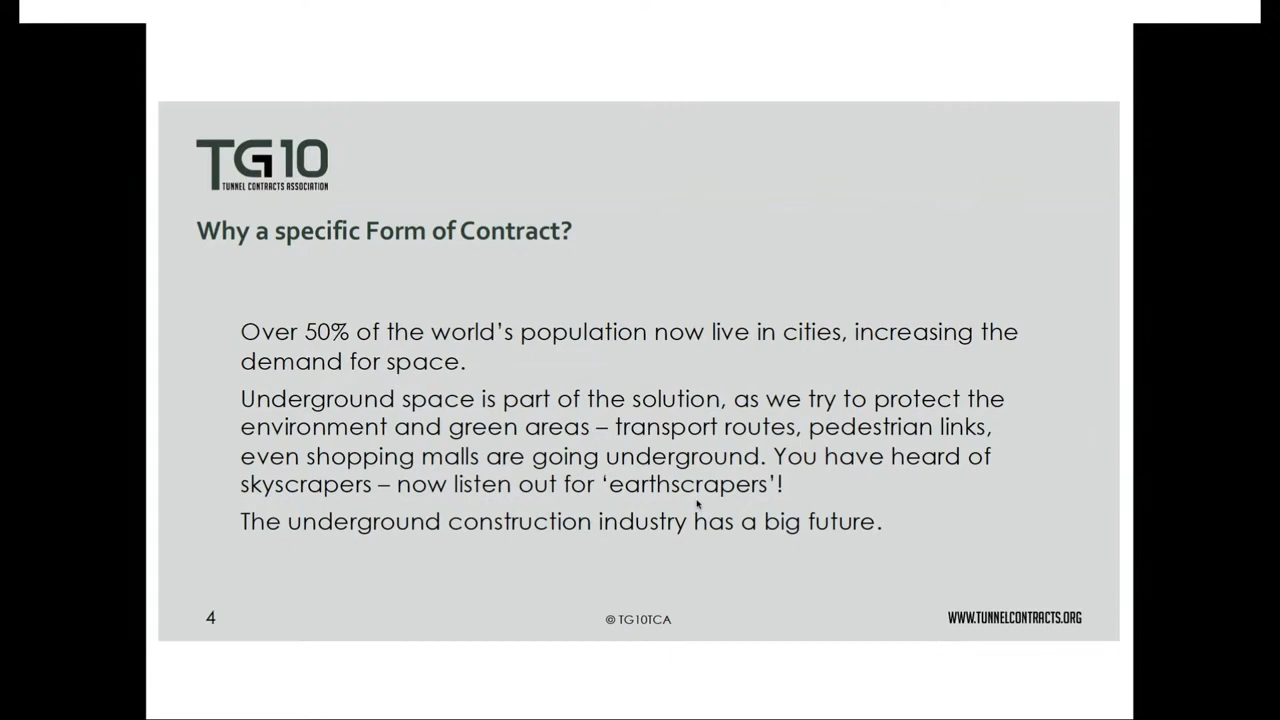 TG10
TUNNEL CONTRACTS ASSOCIATION
Why a specific Form of Contract?
Over 50% of the world’s population now live in cities, increasing the
demand for space.
Underground space is part of the solution, as we try to protect the
environment and green areas – transport routes, pedestrian links,
even shopping malls are going underground. You have heard of
skyscrapers – now listen out for ‘earthscrapers’!
The underground construction industry has a big future.
4
© TG10TCA
WWW.TUNNELCONTRACTS.ORG